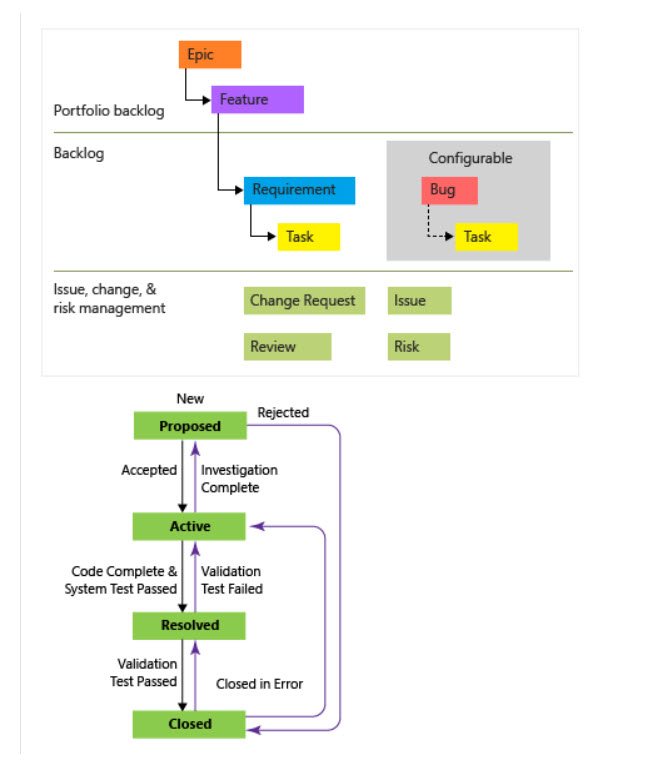 Epic
Feature
Portfolio backlog
Backlog
Configurable
Requirement
Bug
Task
Task
Issue, change, &
risk management
Change Request
Issue
Review
Risk
New
Proposed
Rejected
Accepted
Investigation
Complete
Active
Code Complete &
System Test Passed
Validation
Test Failed
Resolved
Validation
Test Passed
Closed in Error
Closed